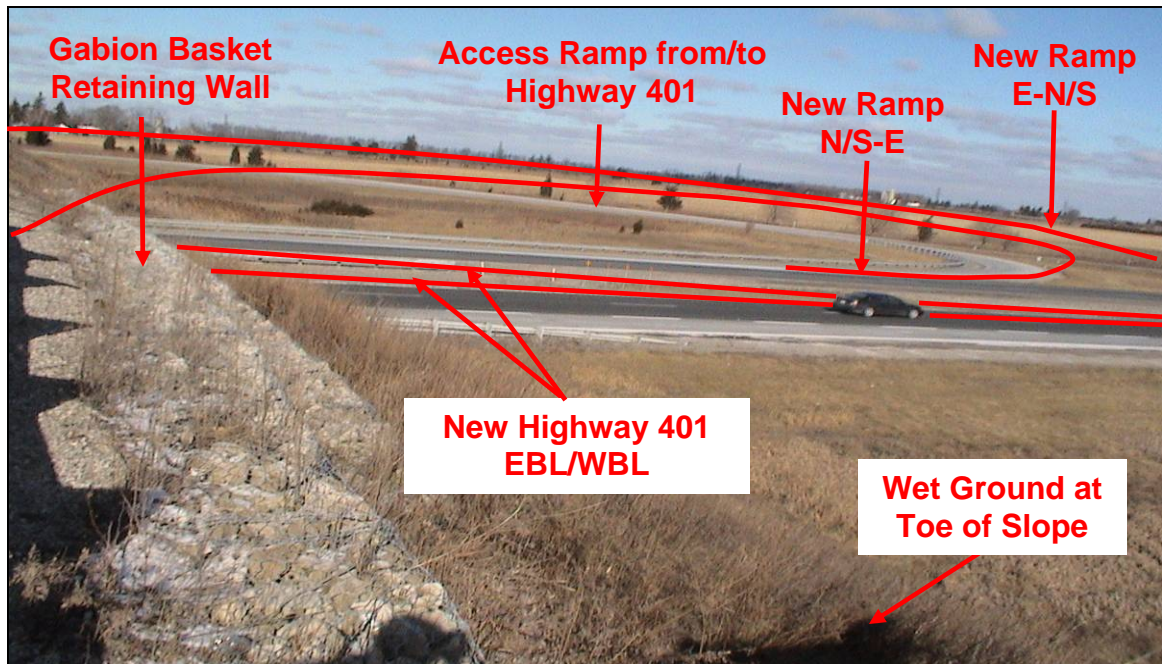 Gabion Basket
Retaining Wall
Access Ramp from/to
Highway 401
New Ramp
N/S-E
New Ramp
E-N/S
New Highway 401
EBL/WBL
Wet Ground at
Toe of Slope